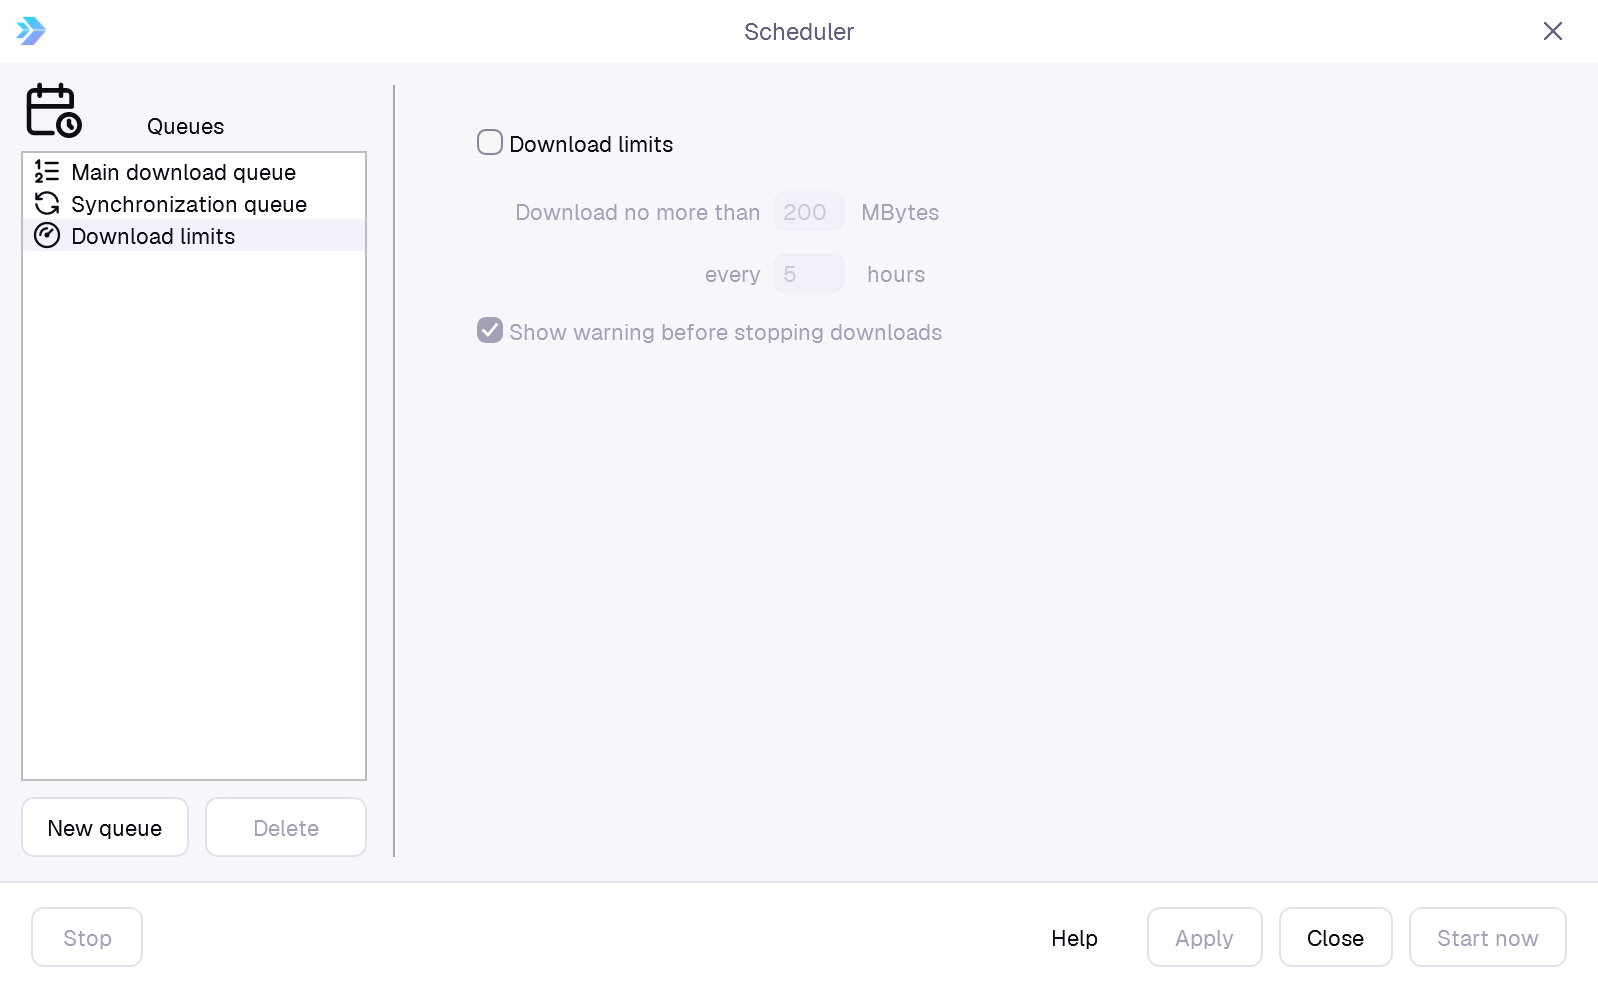 Scheduler
Queues
Main download queue
Synchronization queue
Download limits
New queue
Delete
Download limits
Download no more than 200 MBytes
every 5 hours
Show warning before stopping downloads
Stop
Help
Apply
Close
Start now